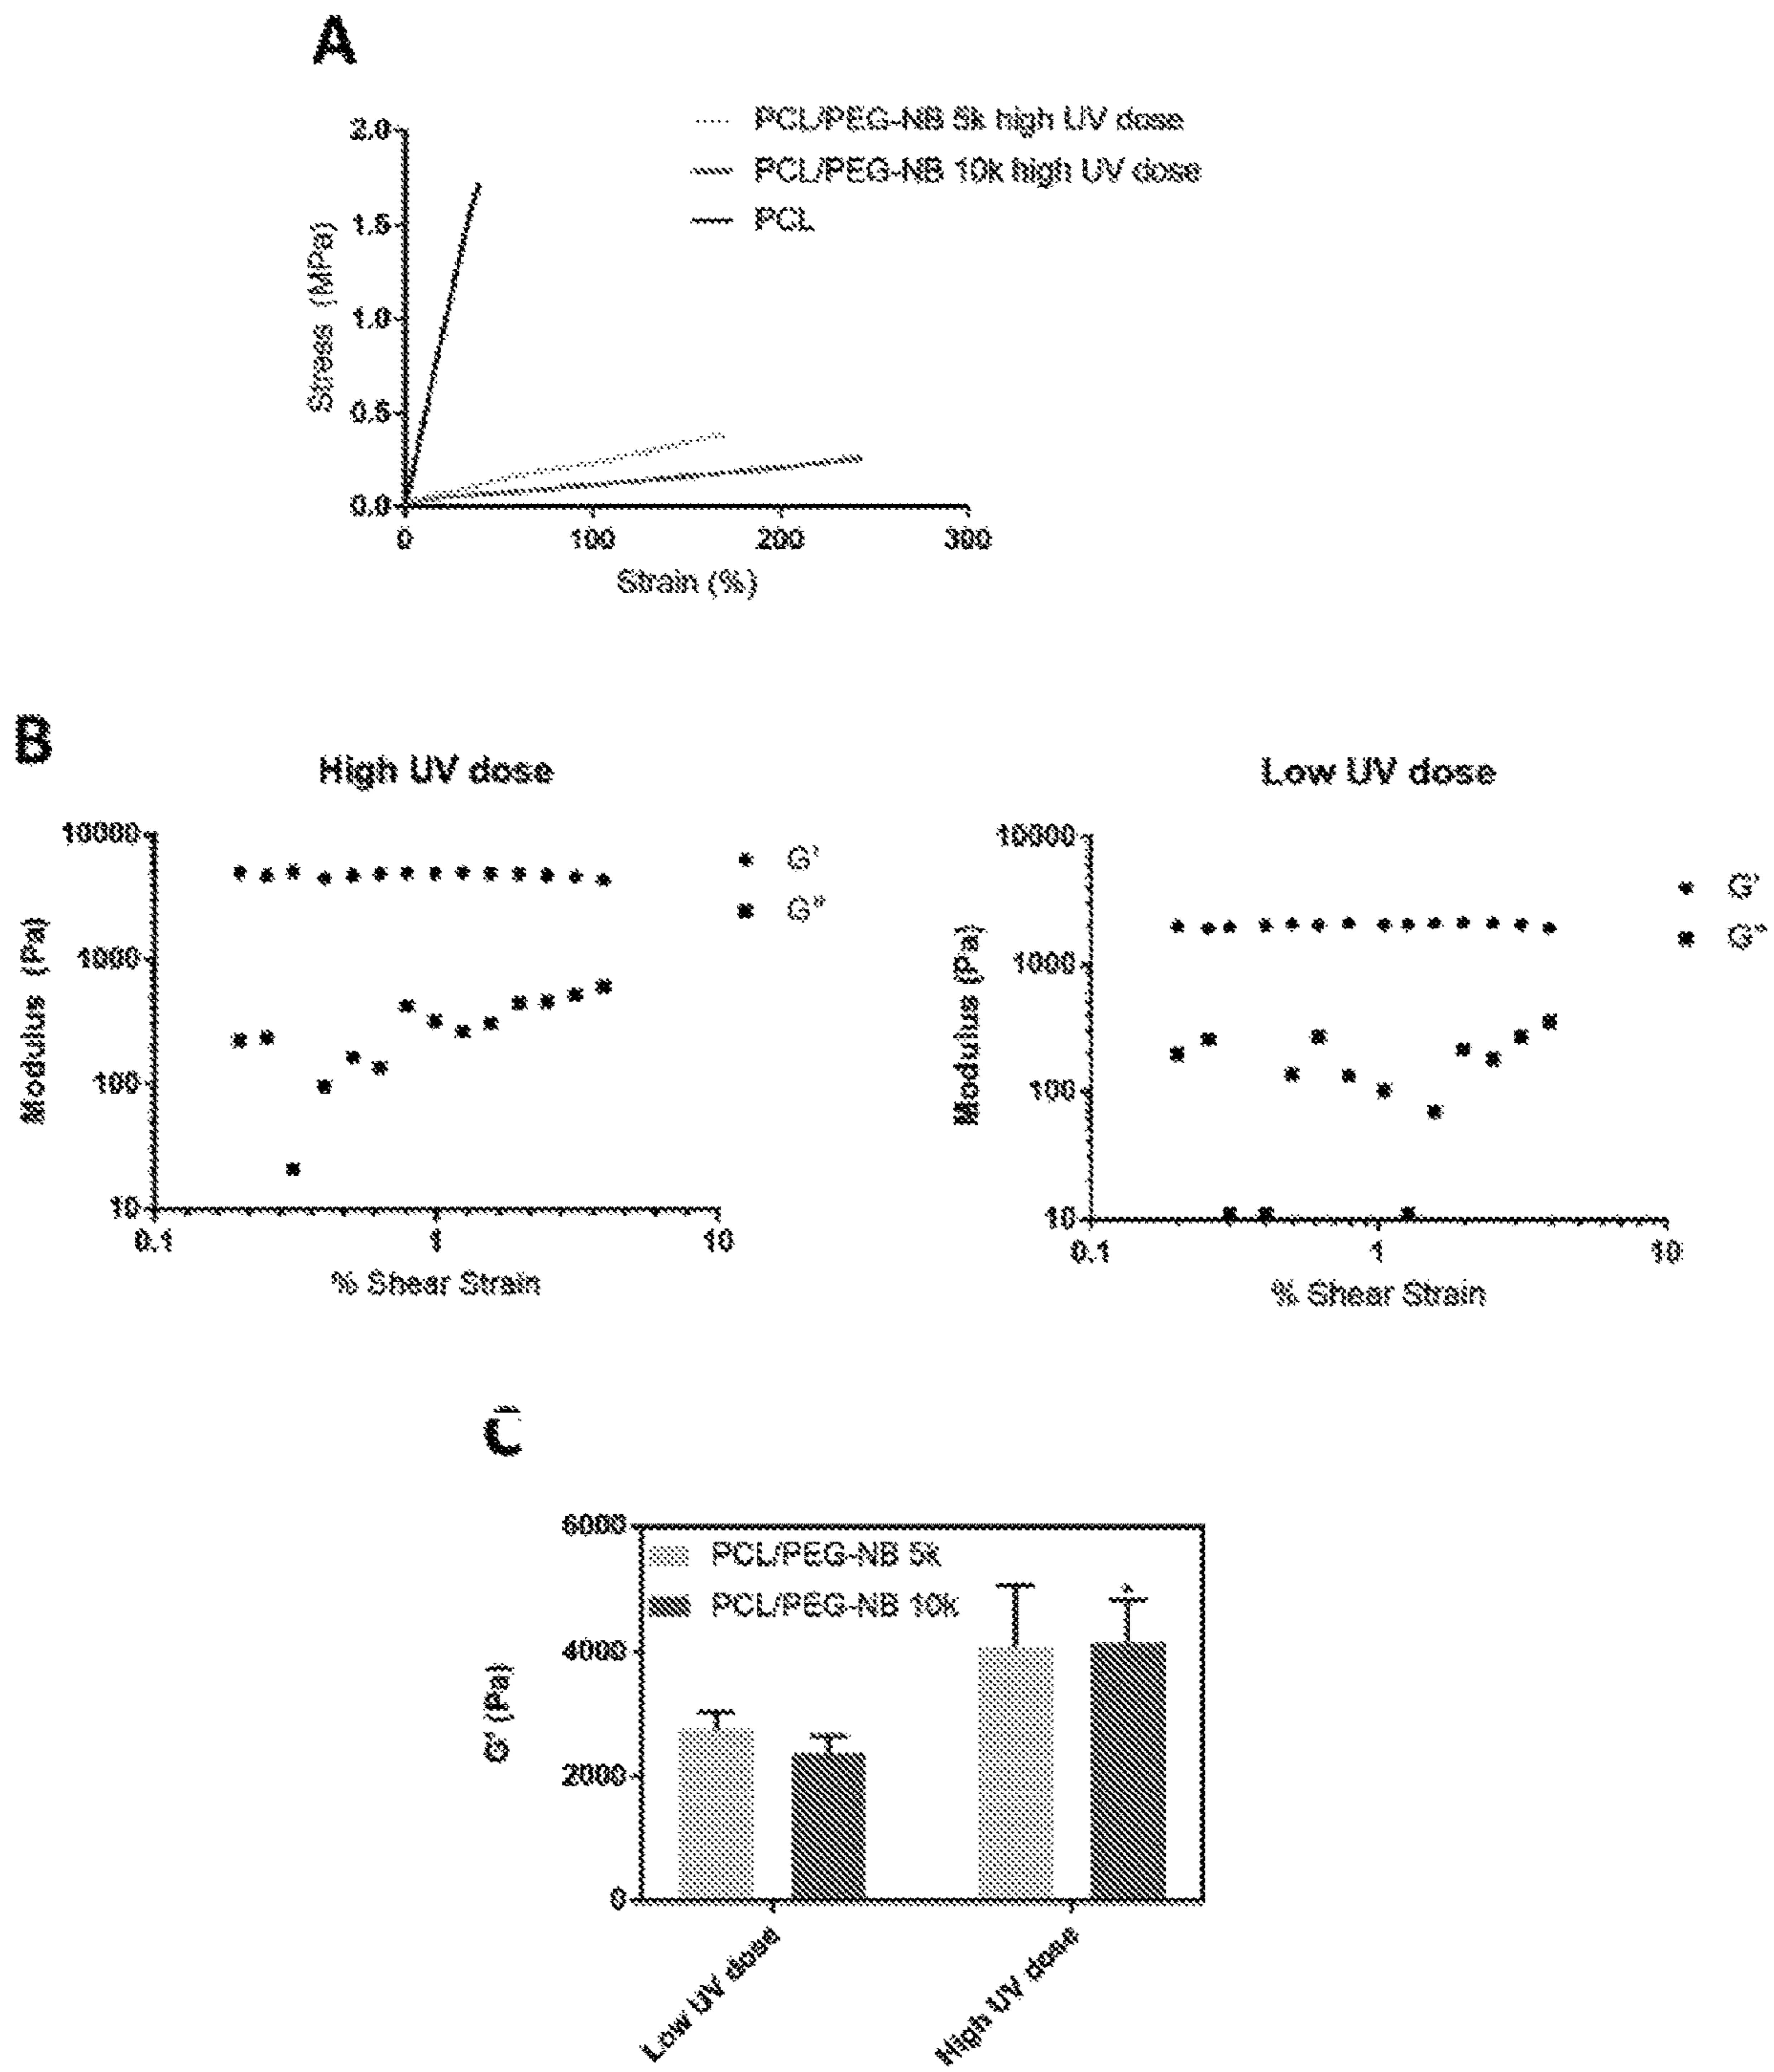 A
PCL/PEG-NB 5k high UV dose
PCL/PEG-NB 10k high UV dose
PCL
2.0
1.5
1.0
0.5
0.0
Stress (MPa)
0 100 200 300
Strain (%)
B
High UV dose
10000
1000
100
10
Modulus (Pa)
G'
G"
0.1 1 10
% Shear Strain
Low UV dose
10000
1000
100
10
Modulus (Pa)
G'
G"
0.1 1 10
% Shear Strain
C
6000
4000
2000
0
G' (Pa)
PCL/PEG-NB 5k
PCL/PEG-NB 10k
*
Low UV dose
High UV dose